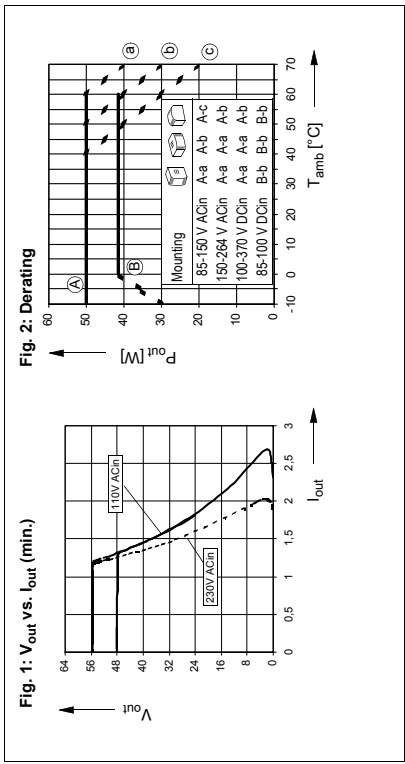 Fig. 1: Vout vs. Iout (min.)
Vout
64
56
48
40
32
24
16
8
0
110V ACin
230V ACin
0
0,5
1
1,5
2
2,5
3
Iout
Fig. 2: Derating
Pout [W]
60
50
40
30
20
10
0
A
B
a
b
c
Mounting
85-150 V ACin A-a A-b A-c
150-264 V ACin A-a A-a A-b
100-370 V DCin A-a A-a A-b
85-100 V DCin B-b B-b B-b
-10
0
10
20
30
40
50
60
70
Tamb [°C]